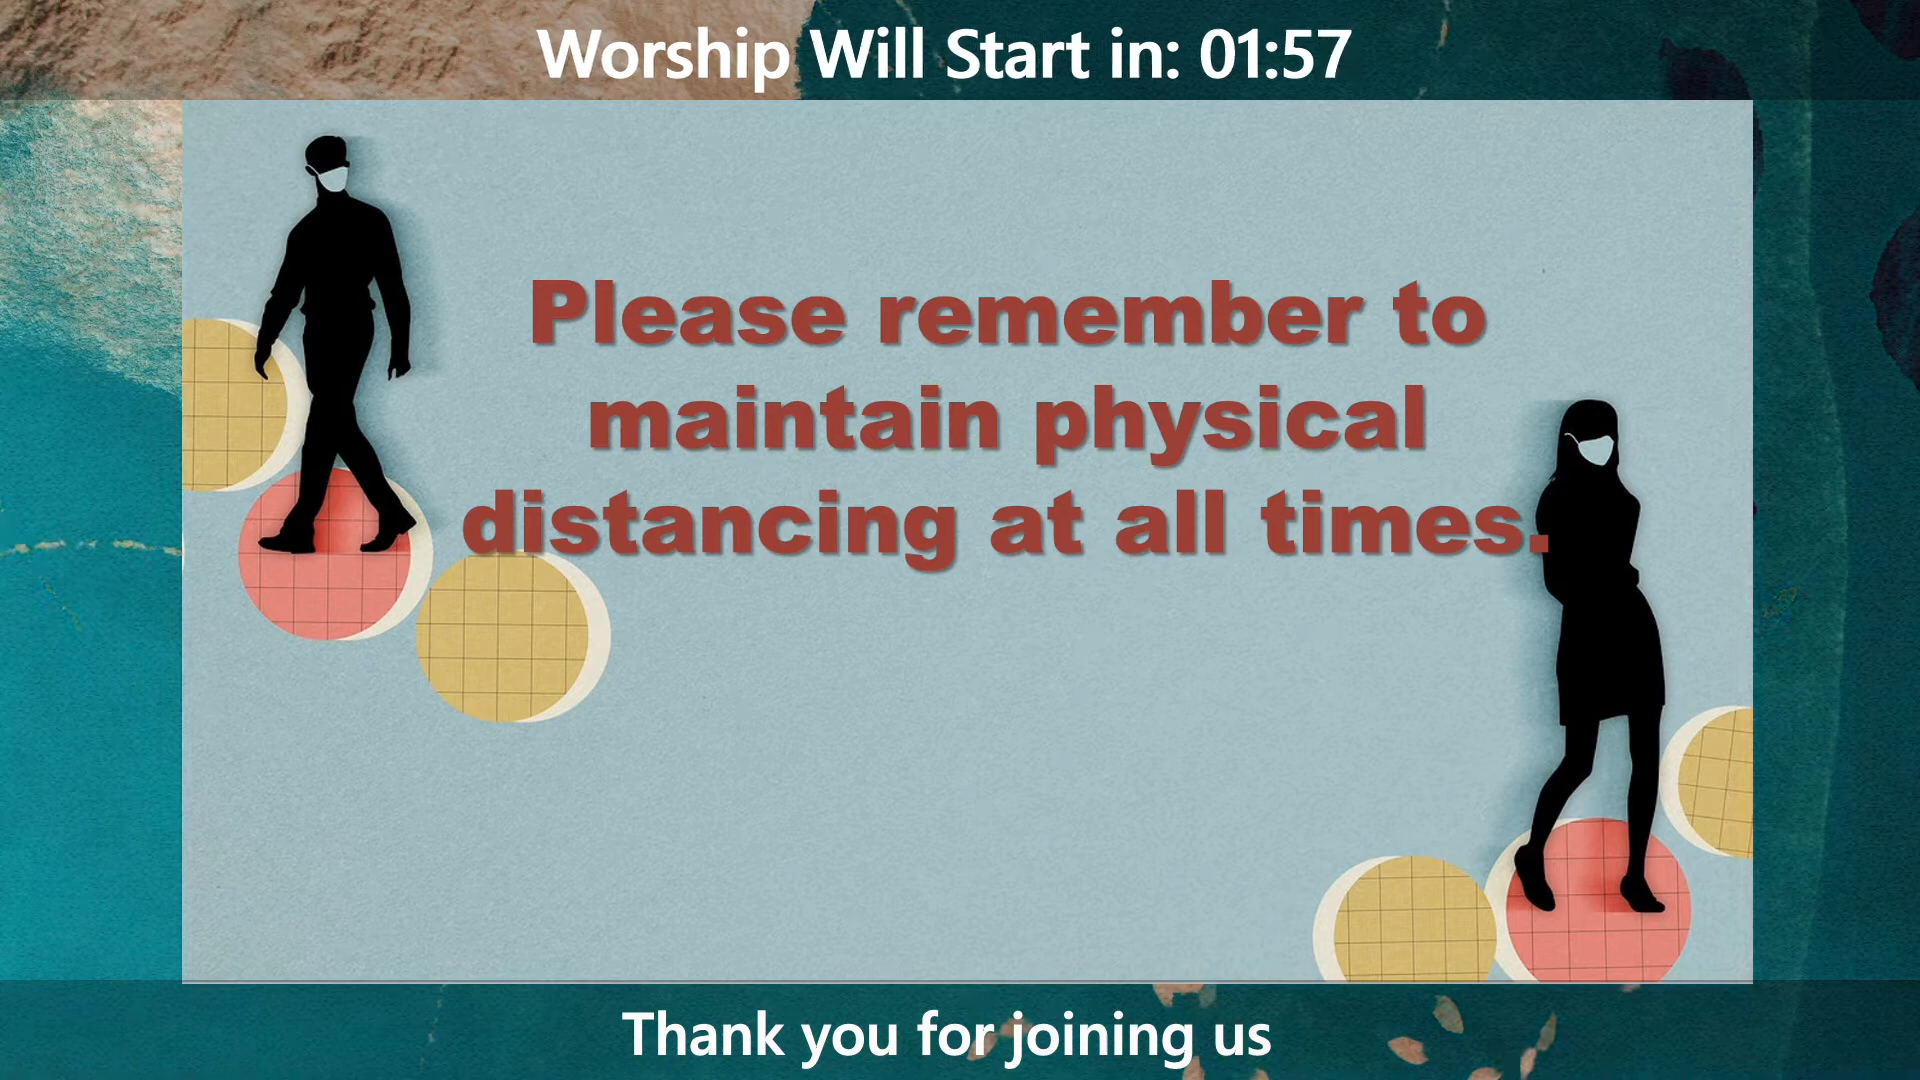 Worship Will Start in: 01:57
Please remember to
maintain physical
distancing at all times.
Thank you for joining us